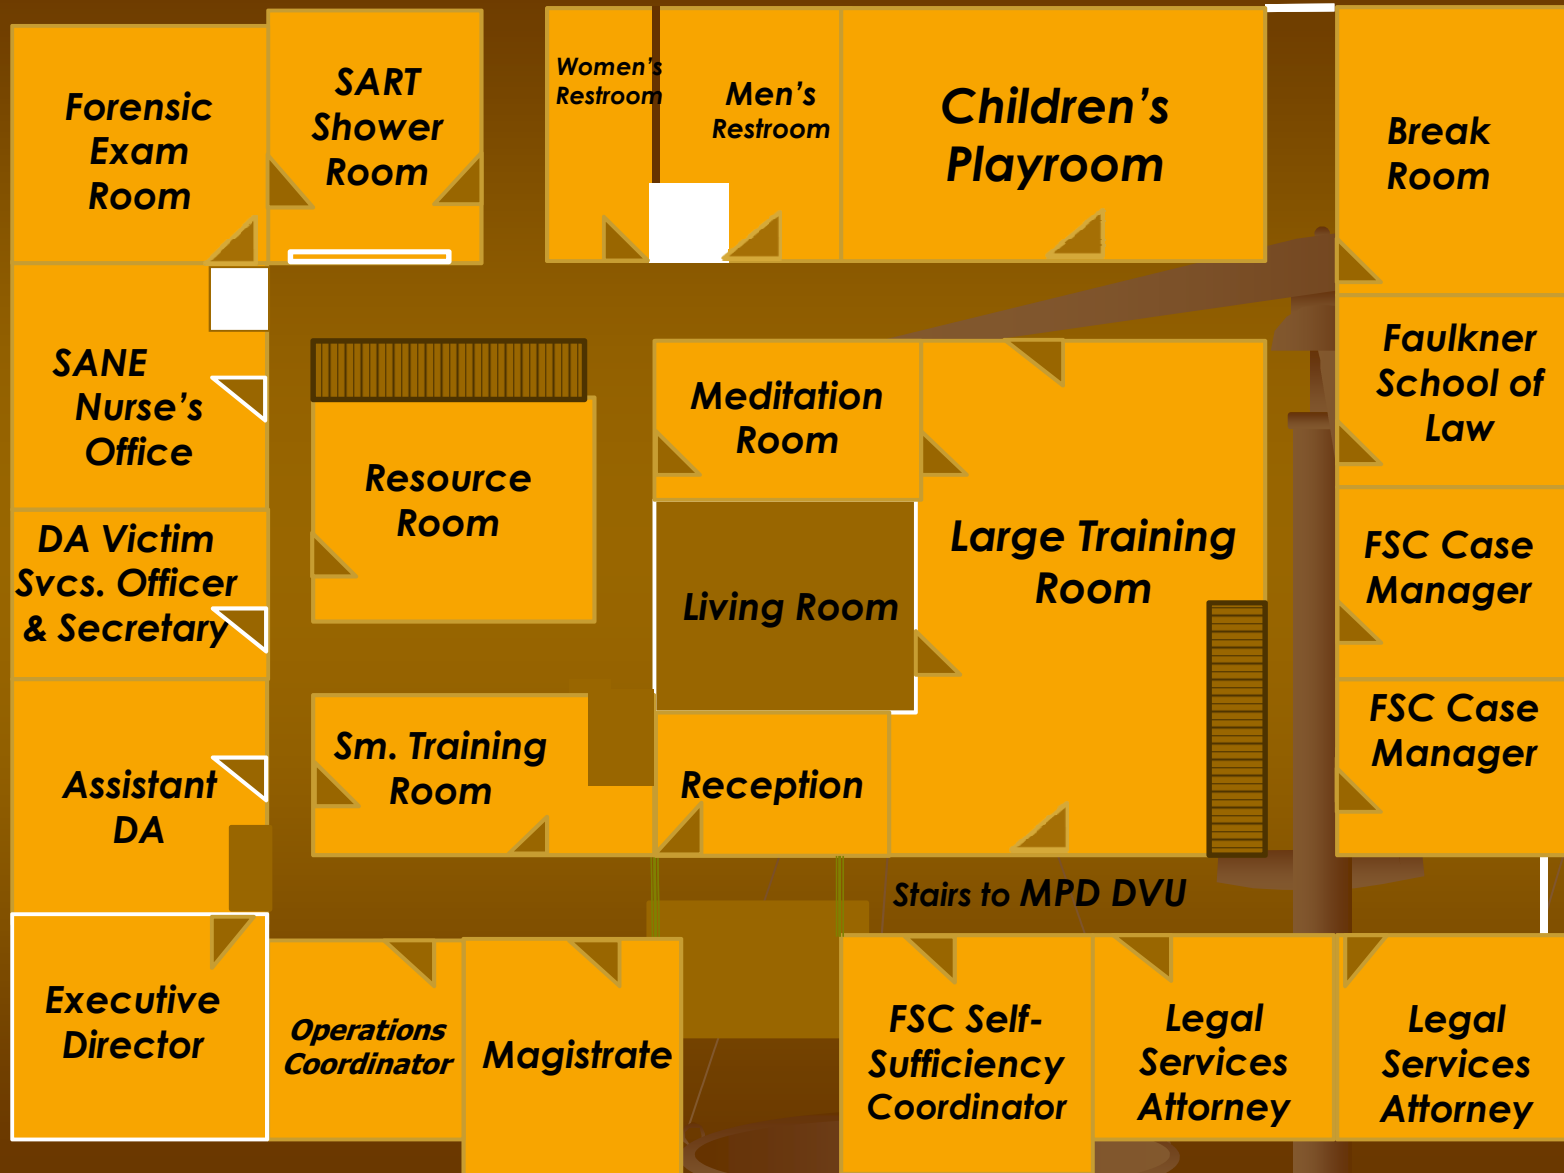 Forensic
Exam
Room
SART
Shower
Room
Women's
Restroom
Men's
Restroom
Children's
Playroom
Break
Room
SANE
Nurse's
Office
Resource
Room
Meditation
Room
Large Training
Room
Faulkner
School of
Law
DA Victim
Svcs. Officer
& Secretary
Living Room
FSC Case
Manager
Assistant
DA
Sm. Training
Room
Reception
FSC Case
Manager
Stairs to MPD DVU
Executive
Director
Operations
Coordinator
Magistrate
FSC Self-
Sufficiency
Coordinator
Legal
Services
Attorney
Legal
Services
Attorney